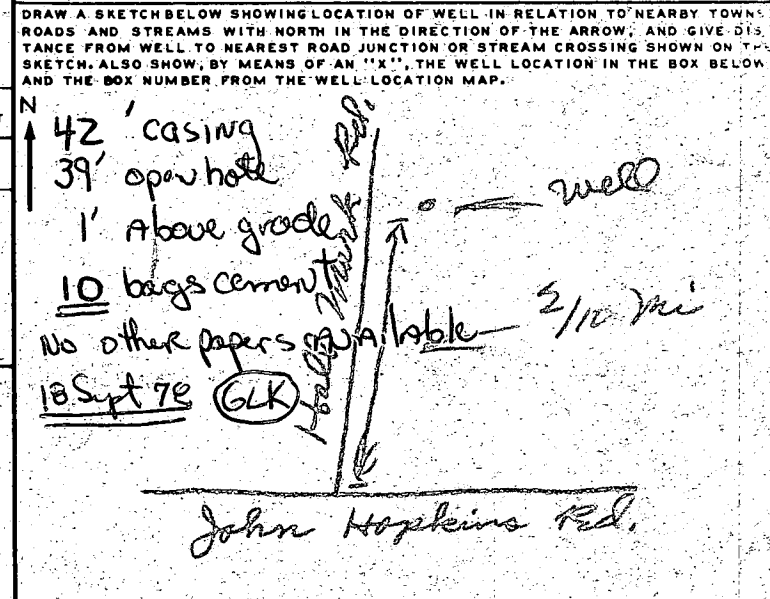 DRAW A SKETCH BELOW SHOWING LOCATION OF WELL IN RELATION TO NEARBY TOWNS
ROADS AND STREAMS WITH NORTH IN THE DIRECTION OF THE ARROW, AND GIVE DIS
TANCE FROM WELL TO NEAREST ROAD JUNCTION OR STREAM CROSSING SHOWN ON TH
SKETCH. ALSO SHOW, BY MEANS OF AN "X", THE WELL LOCATION IN THE BOX BELOW
AND THE BOX NUMBER FROM THE WELL LOCATION MAP.
N
42' casing
39' open hole
1' Above grade
10 bags cement
No other papers available
18 Sept 78 GLK
Rd.
well
2/10 mi
John Hopkins Rd.